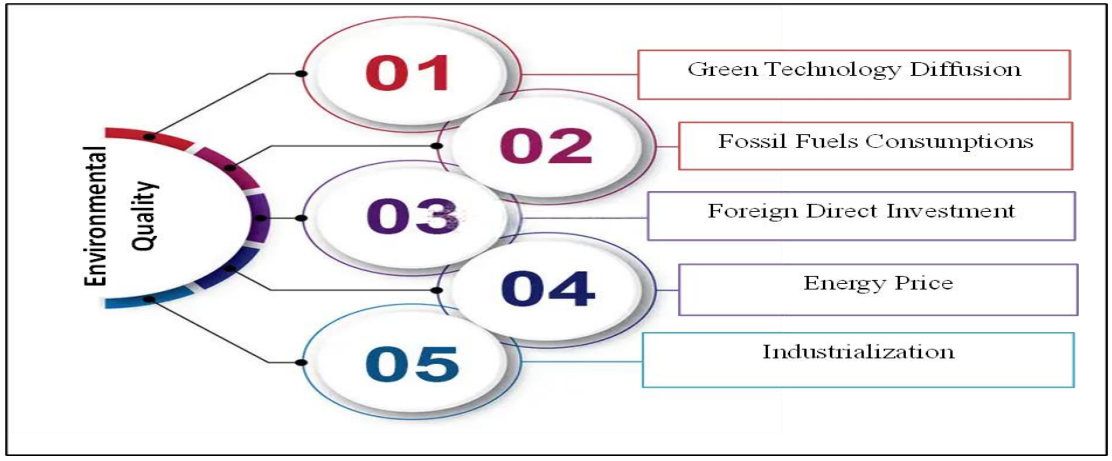 Environmental
Quality
01
Green Technology Diffusion
02
Fossil Fuels Consumptions
03
Foreign Direct Investment
04
Energy Price
05
Industrialization